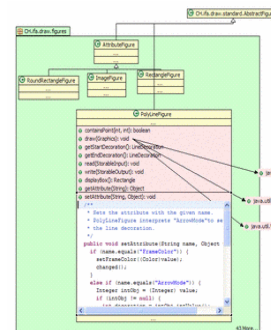 CH.ifa.draw.standard.AbstractFigu
CH.ifa.draw.figures
AttributeFigure
...
RoundRectangleFigure
...
ImageFigure
...
RectangleFigure
...
PolyLineFigure
...
containsPoint(int, int): boolean
draw(Graphics): void
getStartDecoration(): LineDecoration
getEndDecoration(): LineDecoration
read(StorableInput): void
write(StorableOutput): void
displayBox(): Rectangle
getAttribute(String): Object
setAttribute(String, Object): void
java.util
/**
* Sets the attribute with the given name.
* PolyLineFigure interprets "ArrowMode" to se
* the line decoration.
*/
public void setAttribute(String name, Object
if (name.equals("FrameColor")) {
setFrameColor((Color)value);
changed();
}
else if (name.equals("ArrowMode")) {
Integer intObj = (Integer) value;
if (intObj != null) {